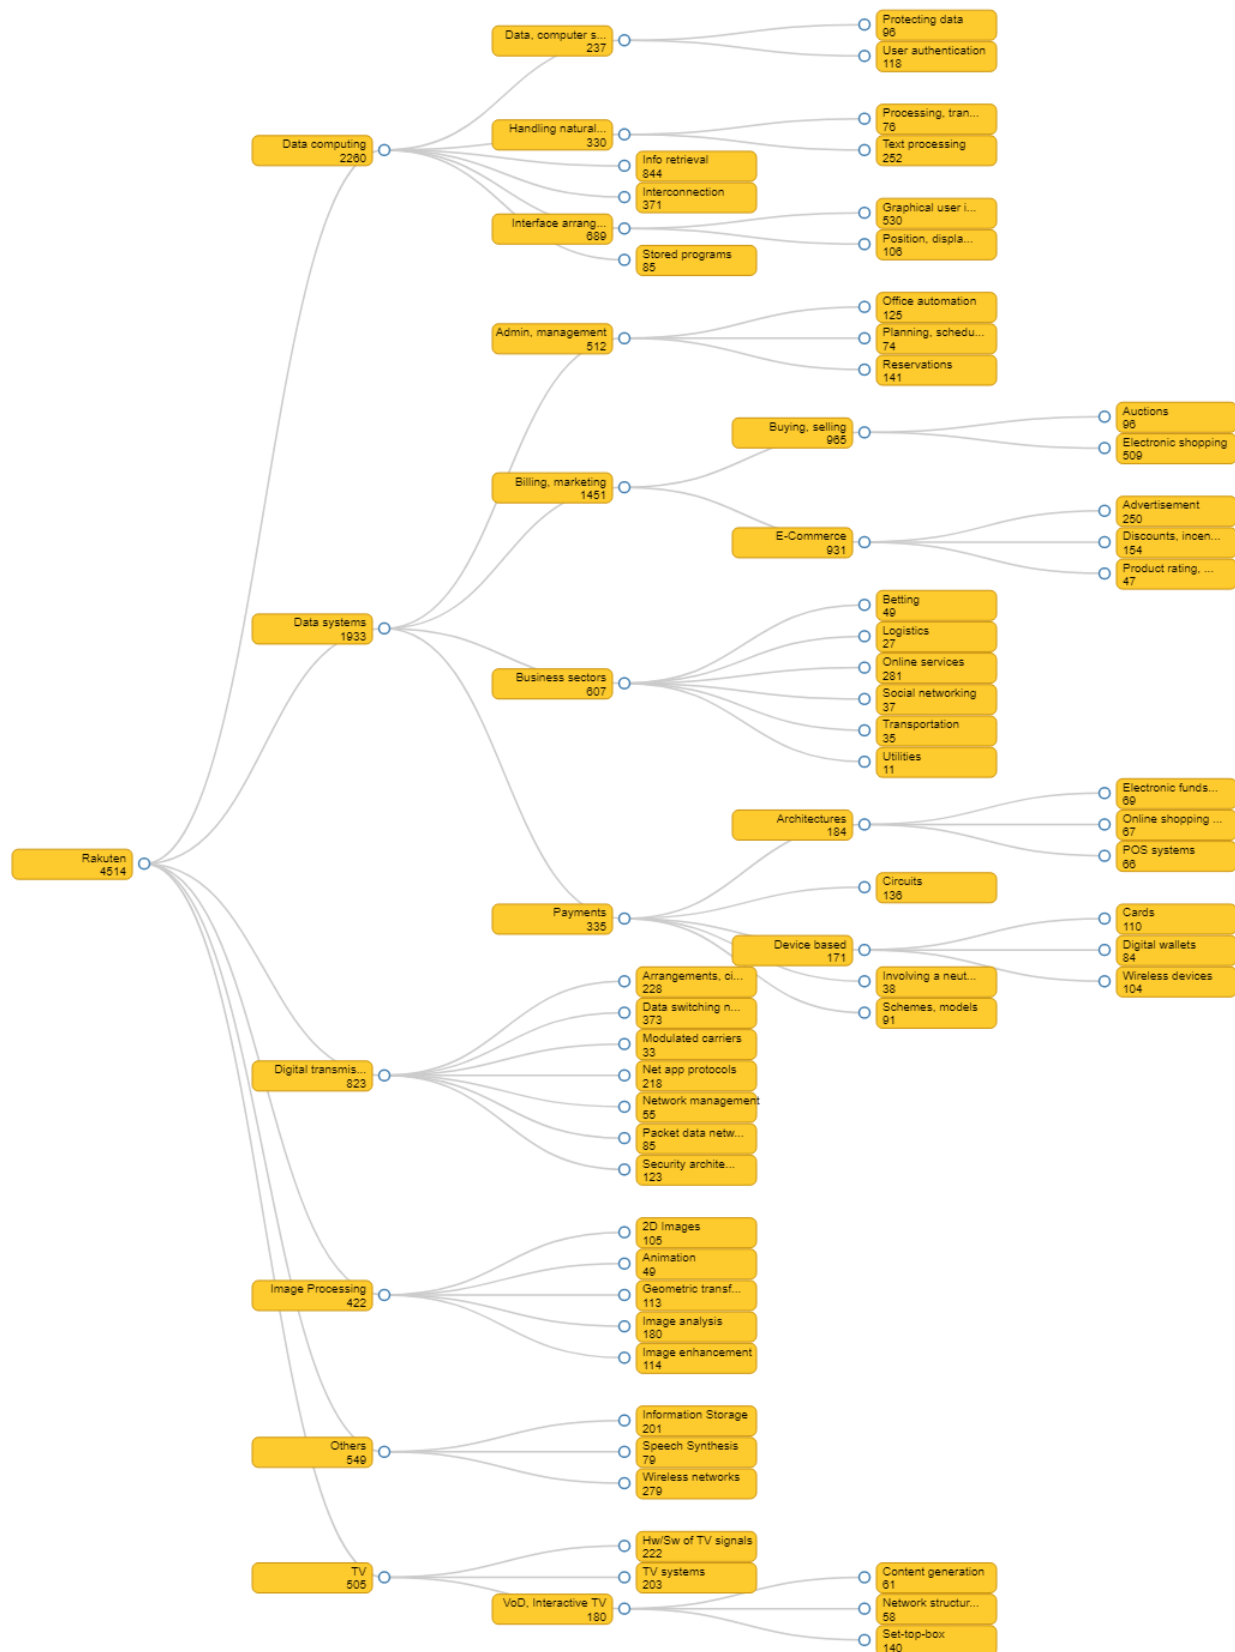 Protecting data
96
Data, computer s...
237
User authentication
118
Processing, tran...
76
Handling natural...
330
Data computing
2260
Text processing
252
Info retrieval
844
Interconnection
371
Graphical user i...
530
Interface arrang...
689
Position, displa...
106
Stored programs
85
Office automation
125
Admin, management
512
Planning, schedu...
74
Reservations
141
Auctions
96
Buying, selling
965
Electronic shopping
509
Billing, marketing
1451
Advertisement
250
E-Commerce
931
Discounts, incen...
154
Product rating, ...
47
Betting
49
Data systems
1933
Logistics
27
Online services
281
Business sectors
607
Social networking
37
Transportation
35
Utilities
11
Electronic funds...
69
Architectures
184
Online shopping ...
67
Rakuten
4514
POS systems
66
Circuits
136
Payments
335
Cards
110
Device based
171
Digital wallets
84
Arrangements, ci...
228
Involving a neut...
38
Wireless devices
104
Data switching n...
373
Schemes, models
91
Modulated carriers
33
Digital transmis...
823
Net app protocols
218
Network management
55
Packet data netw...
85
Security archite...
123
2D Images
105
Animation
49
Image Processing
422
Geometric transf...
113
Image analysis
180
Image enhancement
114
Information Storage
201
Others
549
Speech Synthesis
79
Wireless networks
279
Hw/Sw of TV signals
222
TV
505
TV systems
203
Content generation
61
VoD, Interactive TV
180
Network structur...
58
Set-top-box
140